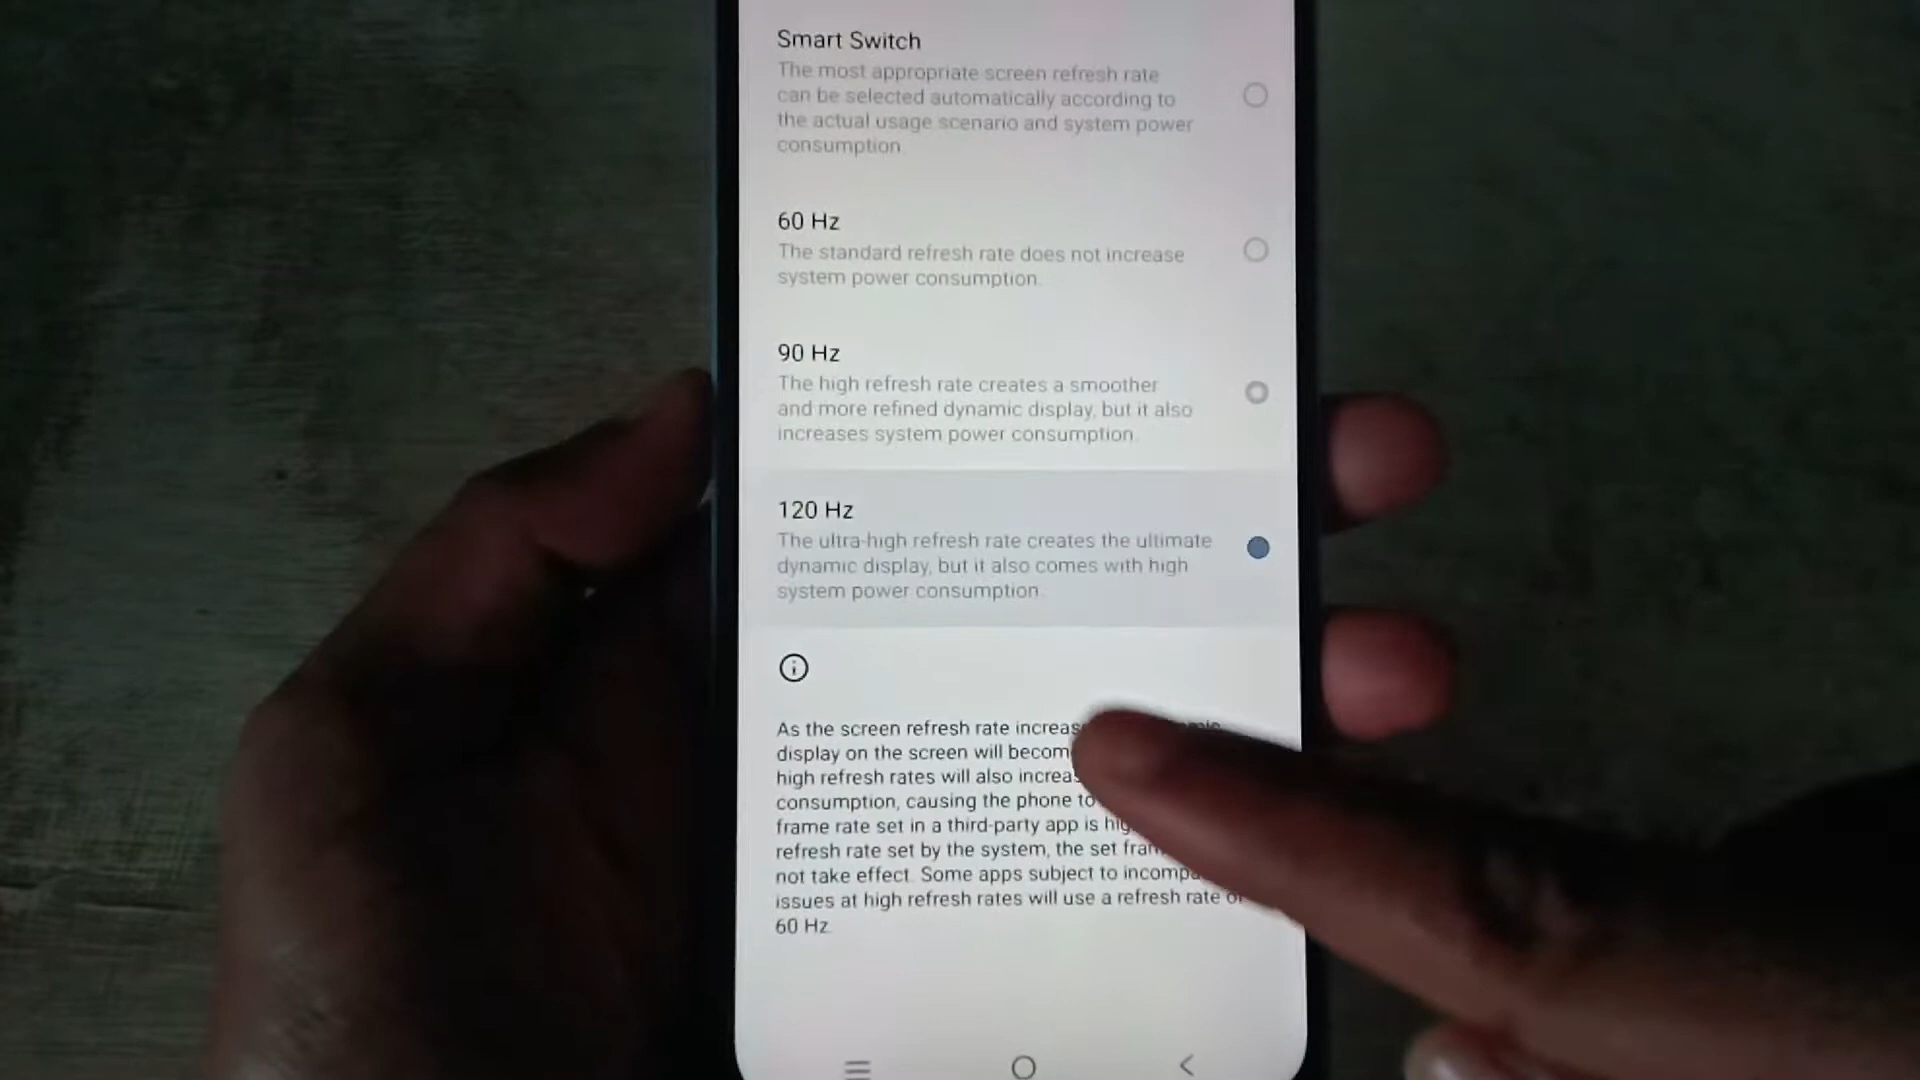 Smart Switch
The most appropriate screen refresh rate
can be selected automatically according to
the actual usage scenario and system power
consumption.
60 Hz
The standard refresh rate does not increase
system power consumption.
90 Hz
The high refresh rate creates a smoother
and more refined dynamic display, but it also
increases system power consumption.
120 Hz
The ultra-high refresh rate creates the ultimate
dynamic display, but it also comes with high
system power consumption.
As the screen refresh rate
display on the screen will
high refresh rates will also
consumption, causing the phone to
frame rate set in a third-party app is
refresh rate set by the system, the set
not take effect. Some apps subject to
issues at high refresh rates will use a refresh rate of
60 Hz.